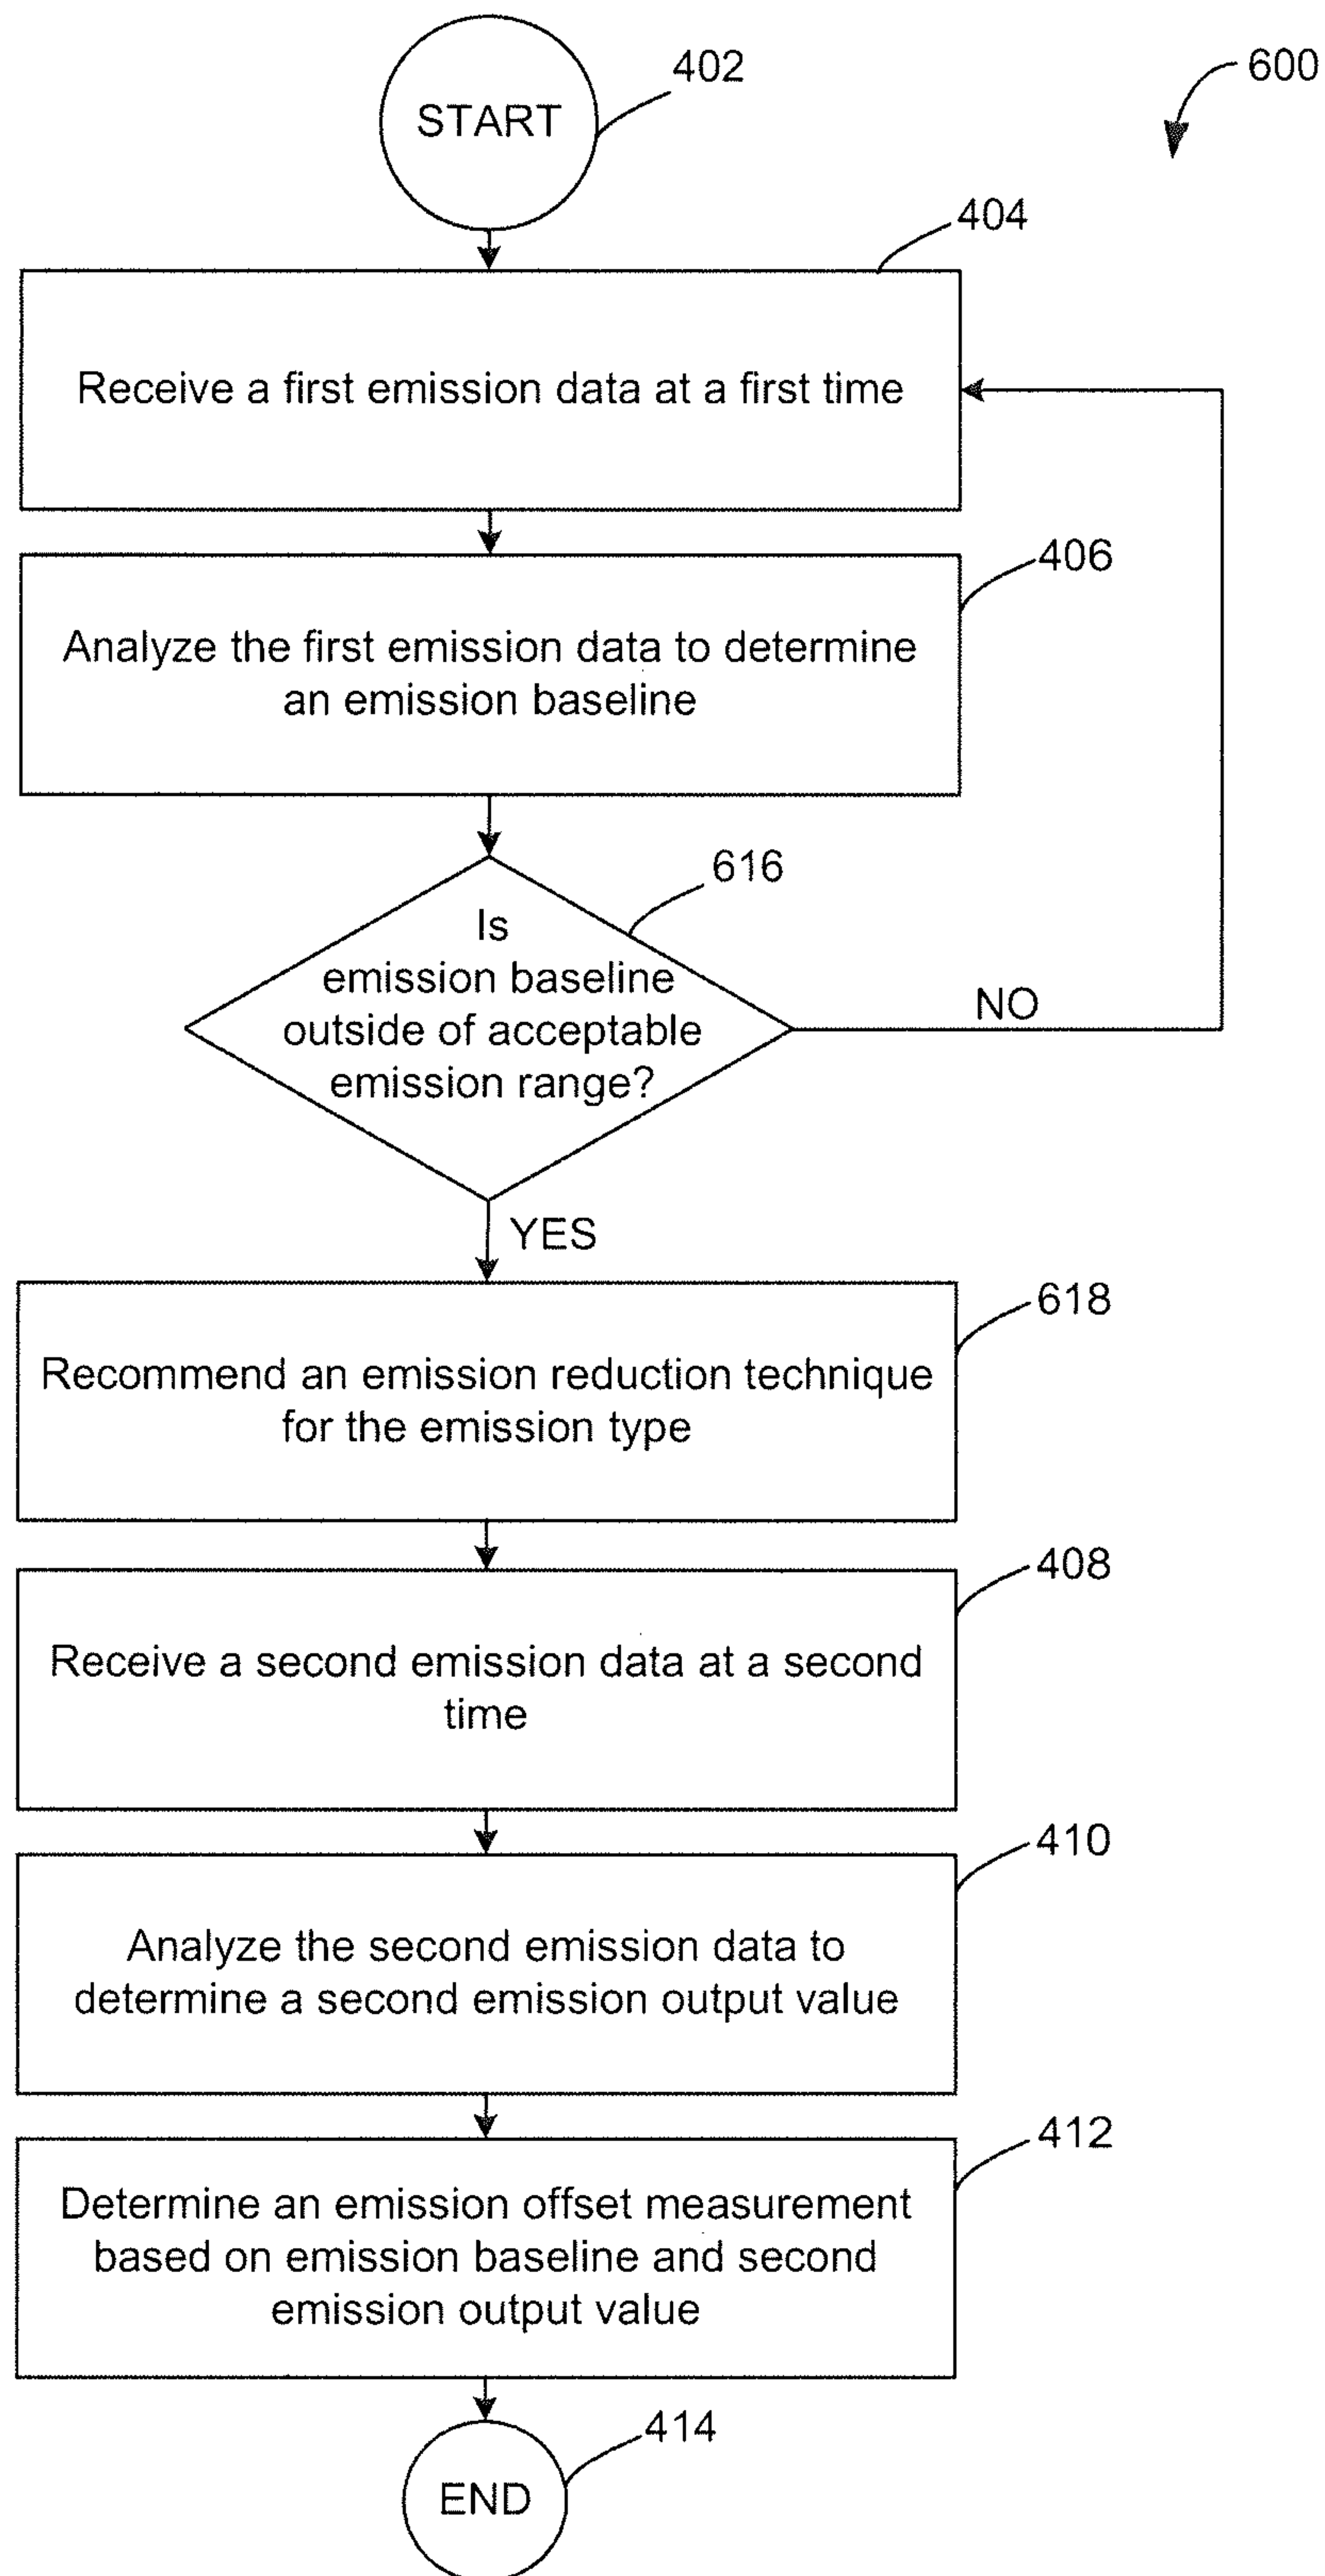 402
START
600
404
Receive a first emission data at a first time
406
Analyze the first emission data to determine
an emission baseline
616
Is
emission baseline
outside of acceptable
emission range?
NO
YES
618
Recommend an emission reduction technique
for the emission type
408
Receive a second emission data at a second
time
410
Analyze the second emission data to
determine a second emission output value
412
Determine an emission offset measurement
based on emission baseline and second
emission output value
414
END